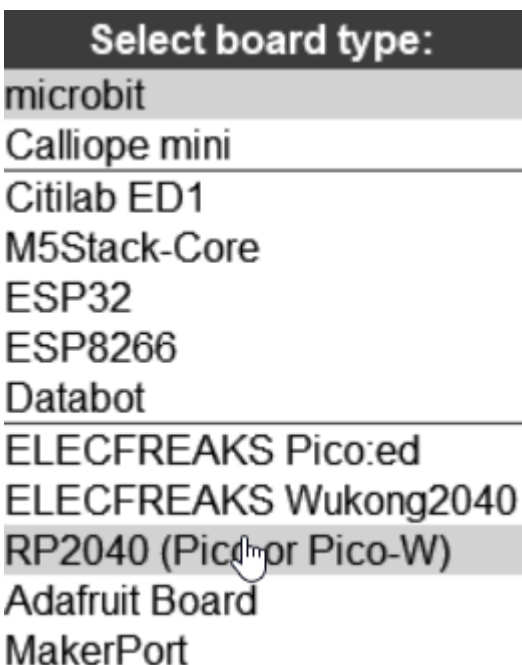 Select board type:
microbit
Calliope mini
Citilab ED1
M5Stack-Core
ESP32
ESP8266
Databot
ELECFREAKS Pico:ed
ELECFREAKS Wukong2040
RP2040 (Pico or Pico-W)
Adafruit Board
MakerPort